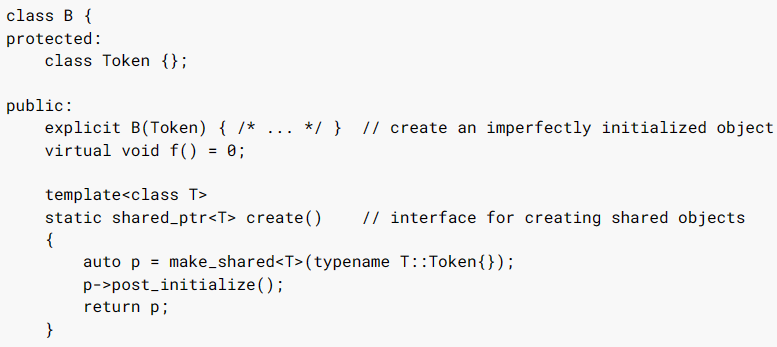 class B {
protected:
    class Token {};

public:
    explicit B(Token) { /* ... */ }  // create an imperfectly initialized object
    virtual void f() = 0;

    template<class T>
    static shared_ptr<T> create()    // interface for creating shared objects
    {
        auto p = make_shared<T>(typename T::Token{});
        p->post_initialize();
        return p;
    }